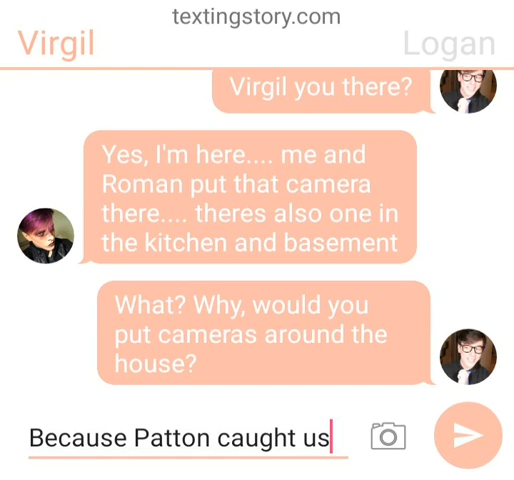 textingstory.com
Virgil
Logan
Virgil you there?
Yes, I'm here.... me and
Roman put that camera
there.... theres also one in
the kitchen and basement
What? Why, would you
put cameras around the
house?
Because Patton caught us